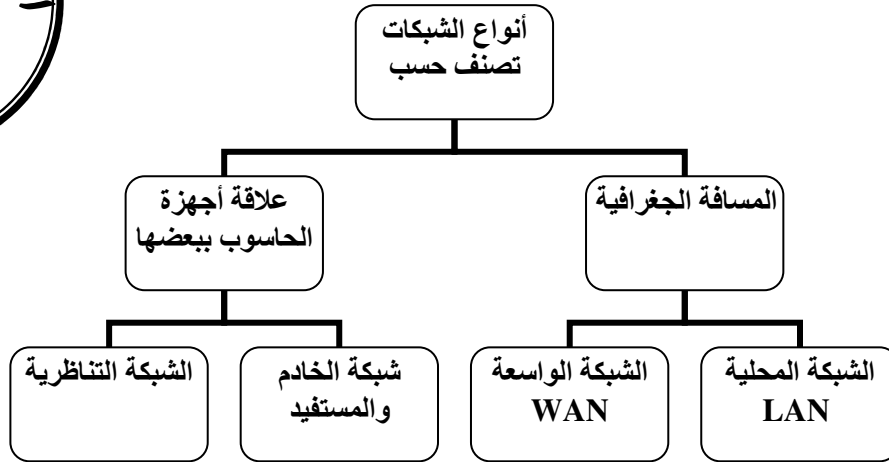 أنواع الشبكات
تصنف حسب
المسافة الجغرافية
علاقة أجهزة
الحاسوب ببعضها
الشبكة المحلية
LAN
الشبكة الواسعة
WAN
شبكة الخادم
والمستفيد
الشبكة التناظرية